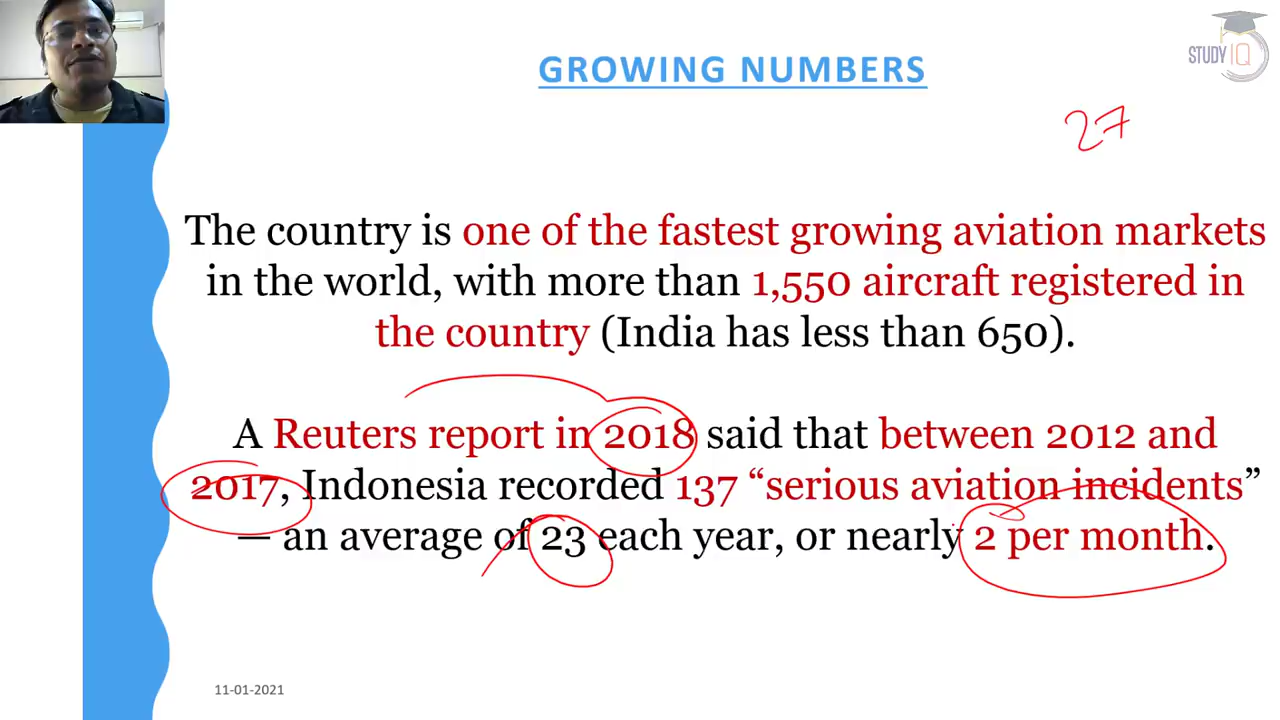 GROWING NUMBERS
STUDY IQ
27
The country is one of the fastest growing aviation markets
in the world, with more than 1,550 aircraft registered in
the country (India has less than 650).
A Reuters report in 2018 said that between 2012 and
2017, Indonesia recorded 137 “serious aviation incidents”
— an average of 23 each year, or nearly 2 per month.
11-01-2021